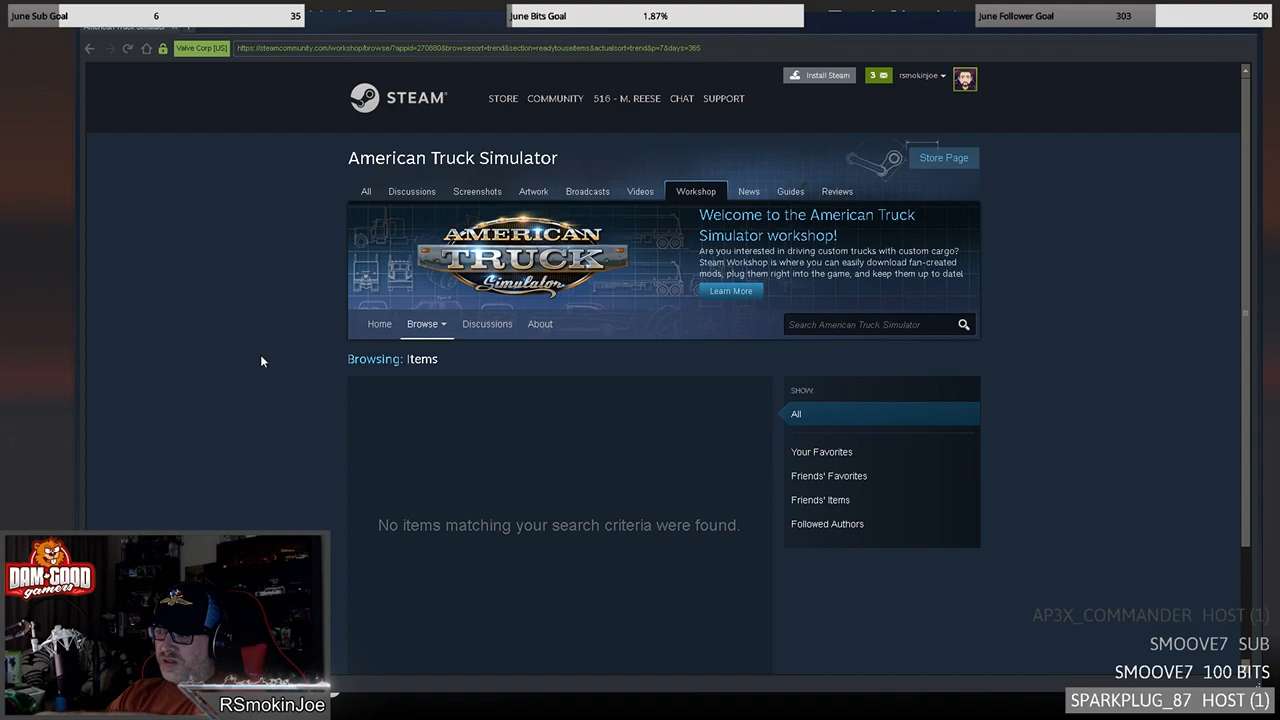 June Sub Goal 6 35 June Bits Goal 1.87% June Follower Goal 303 500
Valve Corp [US] https://steamcommunity.com/workshop/browse/?appid=270880&browsesort=trend&section=readytouseitems&actualsort=trend&p=7&days=365
Install Steam 3 rsmokinjoe
STEAM STORE COMMUNITY 516 - M. REESE CHAT SUPPORT
American Truck Simulator
Store Page
All Discussions Screenshots Artwork Broadcasts Videos Workshop News Guides Reviews
AMERICAN
TRUCK
Simulator
Welcome to the American Truck
Simulator workshop!
Are you interested in driving custom trucks with custom cargo?
Steam Workshop is where you can easily download fan-created
mods, plug them right into the game, and keep them up to date!
Learn More
Home Browse Discussions About Search American Truck Simulator
Browsing: Items
SHOW:
All
Your Favorites
Friends' Favorites
Friends' Items
Followed Authors
No items matching your search criteria were found.
DAM GOOD
gamers
RSmokinJoe
AP3X_COMMANDER HOST (1)
SMOOVE7 SUB
SMOOVE7 100 BITS
SPARKPLUG_87 HOST (1)